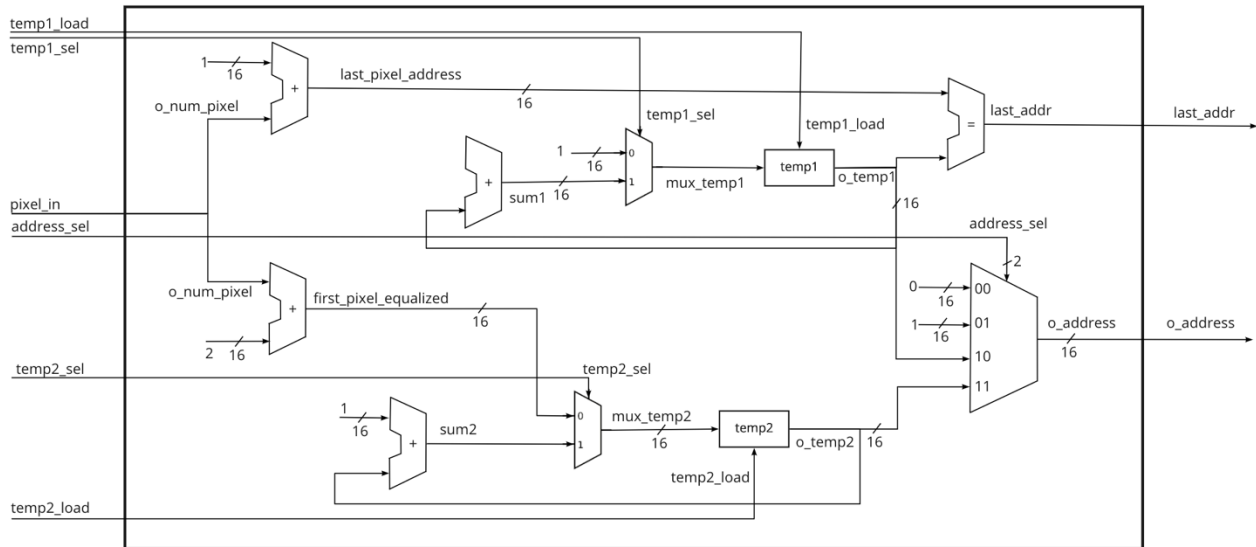 temp1_load
temp1_sel
1
16
+
last_pixel_address
16
o_num_pixel
temp1_sel
temp1_load
=
last_addr
last_addr
1
16
0
1
+
sum1
16
mux_temp1
temp1
o_temp1
16
pixel_in
address_sel
address_sel
2
o_num_pixel
+
first_pixel_equalized
16
2
16
0
16
00
1
16
01
10
11
o_address
16
o_address
temp2_sel
temp2_sel
1
16
+
sum2
0
1
mux_temp2
16
temp2
o_temp2
16
temp2_load
temp2_load